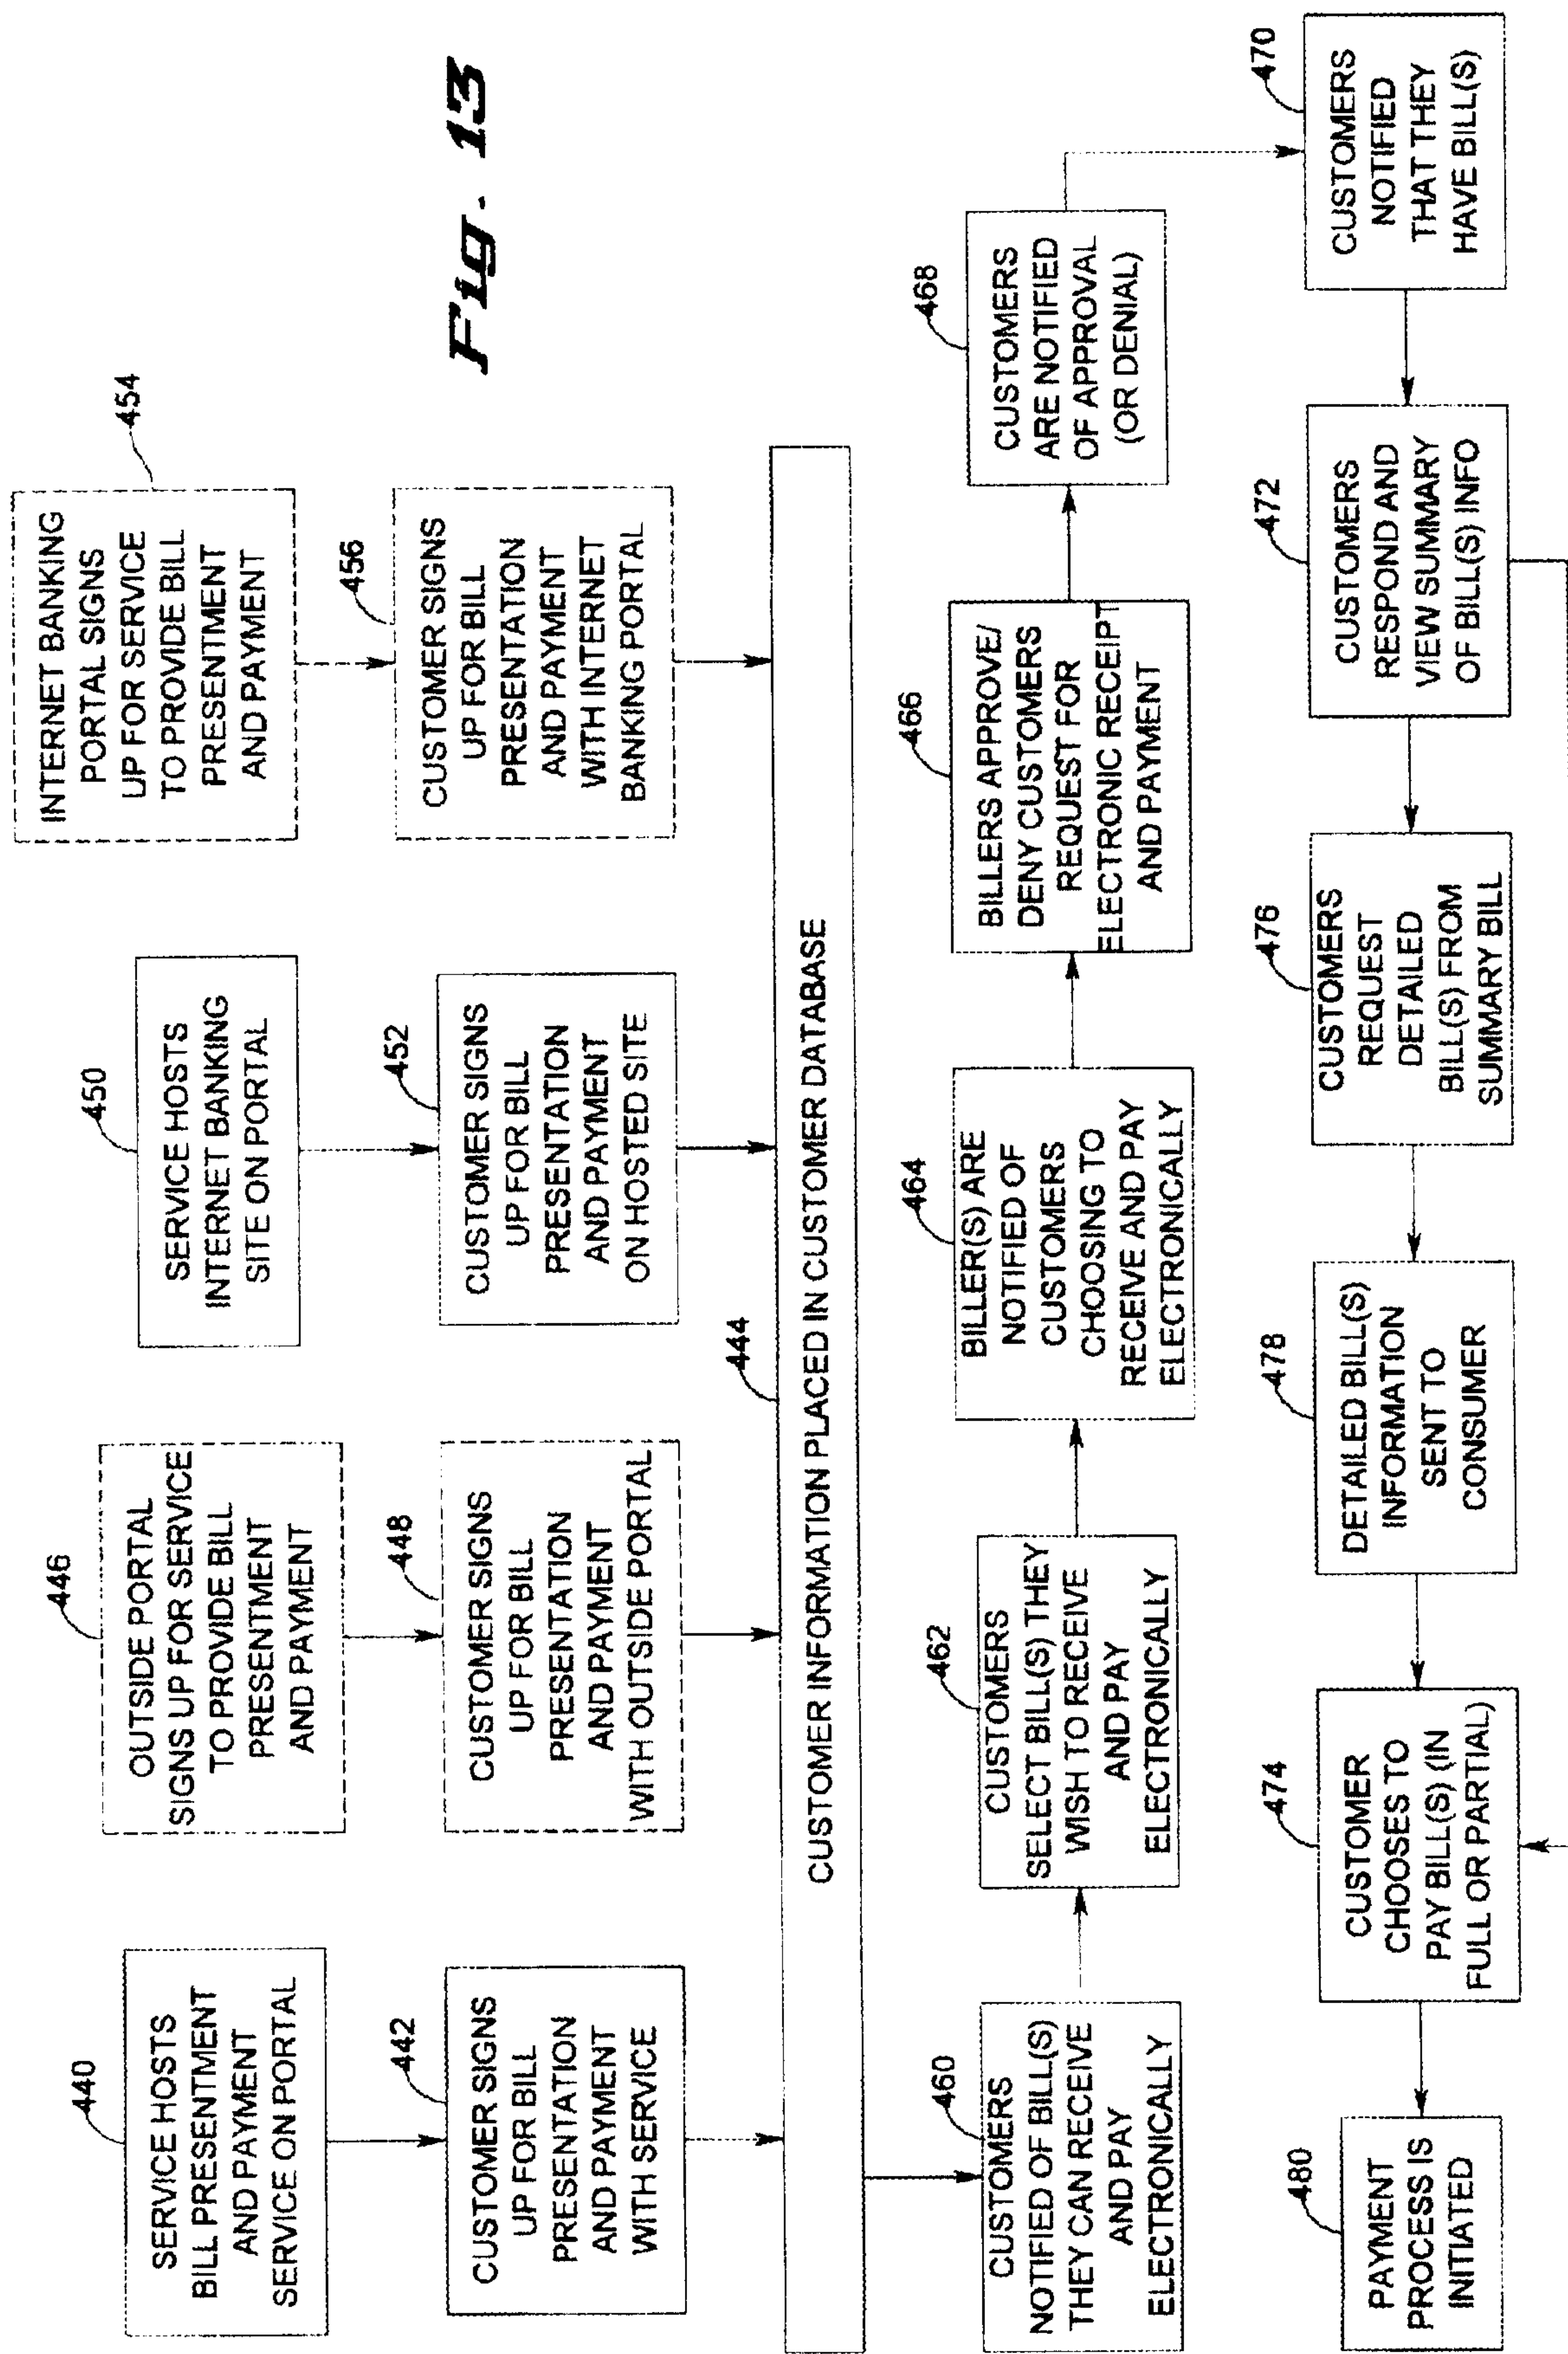 Fig. 13
440
SERVICE HOSTS
BILL PRESENTMENT
AND PAYMENT
SERVICE ON PORTAL
446
OUTSIDE PORTAL
SIGNS UP FOR SERVICE
TO PROVIDE BILL
PRESENTMENT
AND PAYMENT
450
SERVICE HOSTS
INTERNET BANKING
SITE ON PORTAL
454
INTERNET BANKING
PORTAL SIGNS
UP FOR SERVICE
TO PROVIDE BILL
PRESENTMENT
AND PAYMENT
442
CUSTOMER SIGNS
UP FOR BILL
PRESENTATION
AND PAYMENT
WITH SERVICE
448
CUSTOMER SIGNS
UP FOR BILL
PRESENTATION
AND PAYMENT
WITH OUTSIDE PORTAL
452
CUSTOMER SIGNS
UP FOR BILL
PRESENTATION
AND PAYMENT
ON HOSTED SITE
456
CUSTOMER SIGNS
UP FOR BILL
PRESENTATION
AND PAYMENT
WITH INTERNET
BANKING PORTAL
444
CUSTOMER INFORMATION PLACED IN CUSTOMER DATABASE
460
CUSTOMERS
NOTIFIED OF BILL(S)
THEY CAN RECEIVE
AND PAY
ELECTRONICALLY
462
CUSTOMERS
SELECT BILL(S) THEY
WISH TO RECEIVE
AND PAY
ELECTRONICALLY
464
BILLER(S) ARE
NOTIFIED OF
CUSTOMERS
CHOOSING TO
RECEIVE AND PAY
ELECTRONICALLY
466
BILLERS APPROVE/
DENY CUSTOMERS
REQUEST FOR
ELECTRONIC RECEIPT
AND PAYMENT
468
CUSTOMERS
ARE NOTIFIED
OF APPROVAL
(OR DENIAL)
470
CUSTOMERS
NOTIFIED
THAT THEY
HAVE BILL(S)
472
CUSTOMERS
RESPOND AND
VIEW SUMMARY
OF BILL(S) INFO
476
CUSTOMERS
REQUEST
DETAILED
BILL(S) FROM
SUMMARY BILL
478
DETAILED BILL(S)
INFORMATION
SENT TO
CONSUMER
474
CUSTOMER
CHOOSES TO
PAY BILL(S) (IN
FULL OR PARTIAL)
480
PAYMENT
PROCESS IS
INITIATED